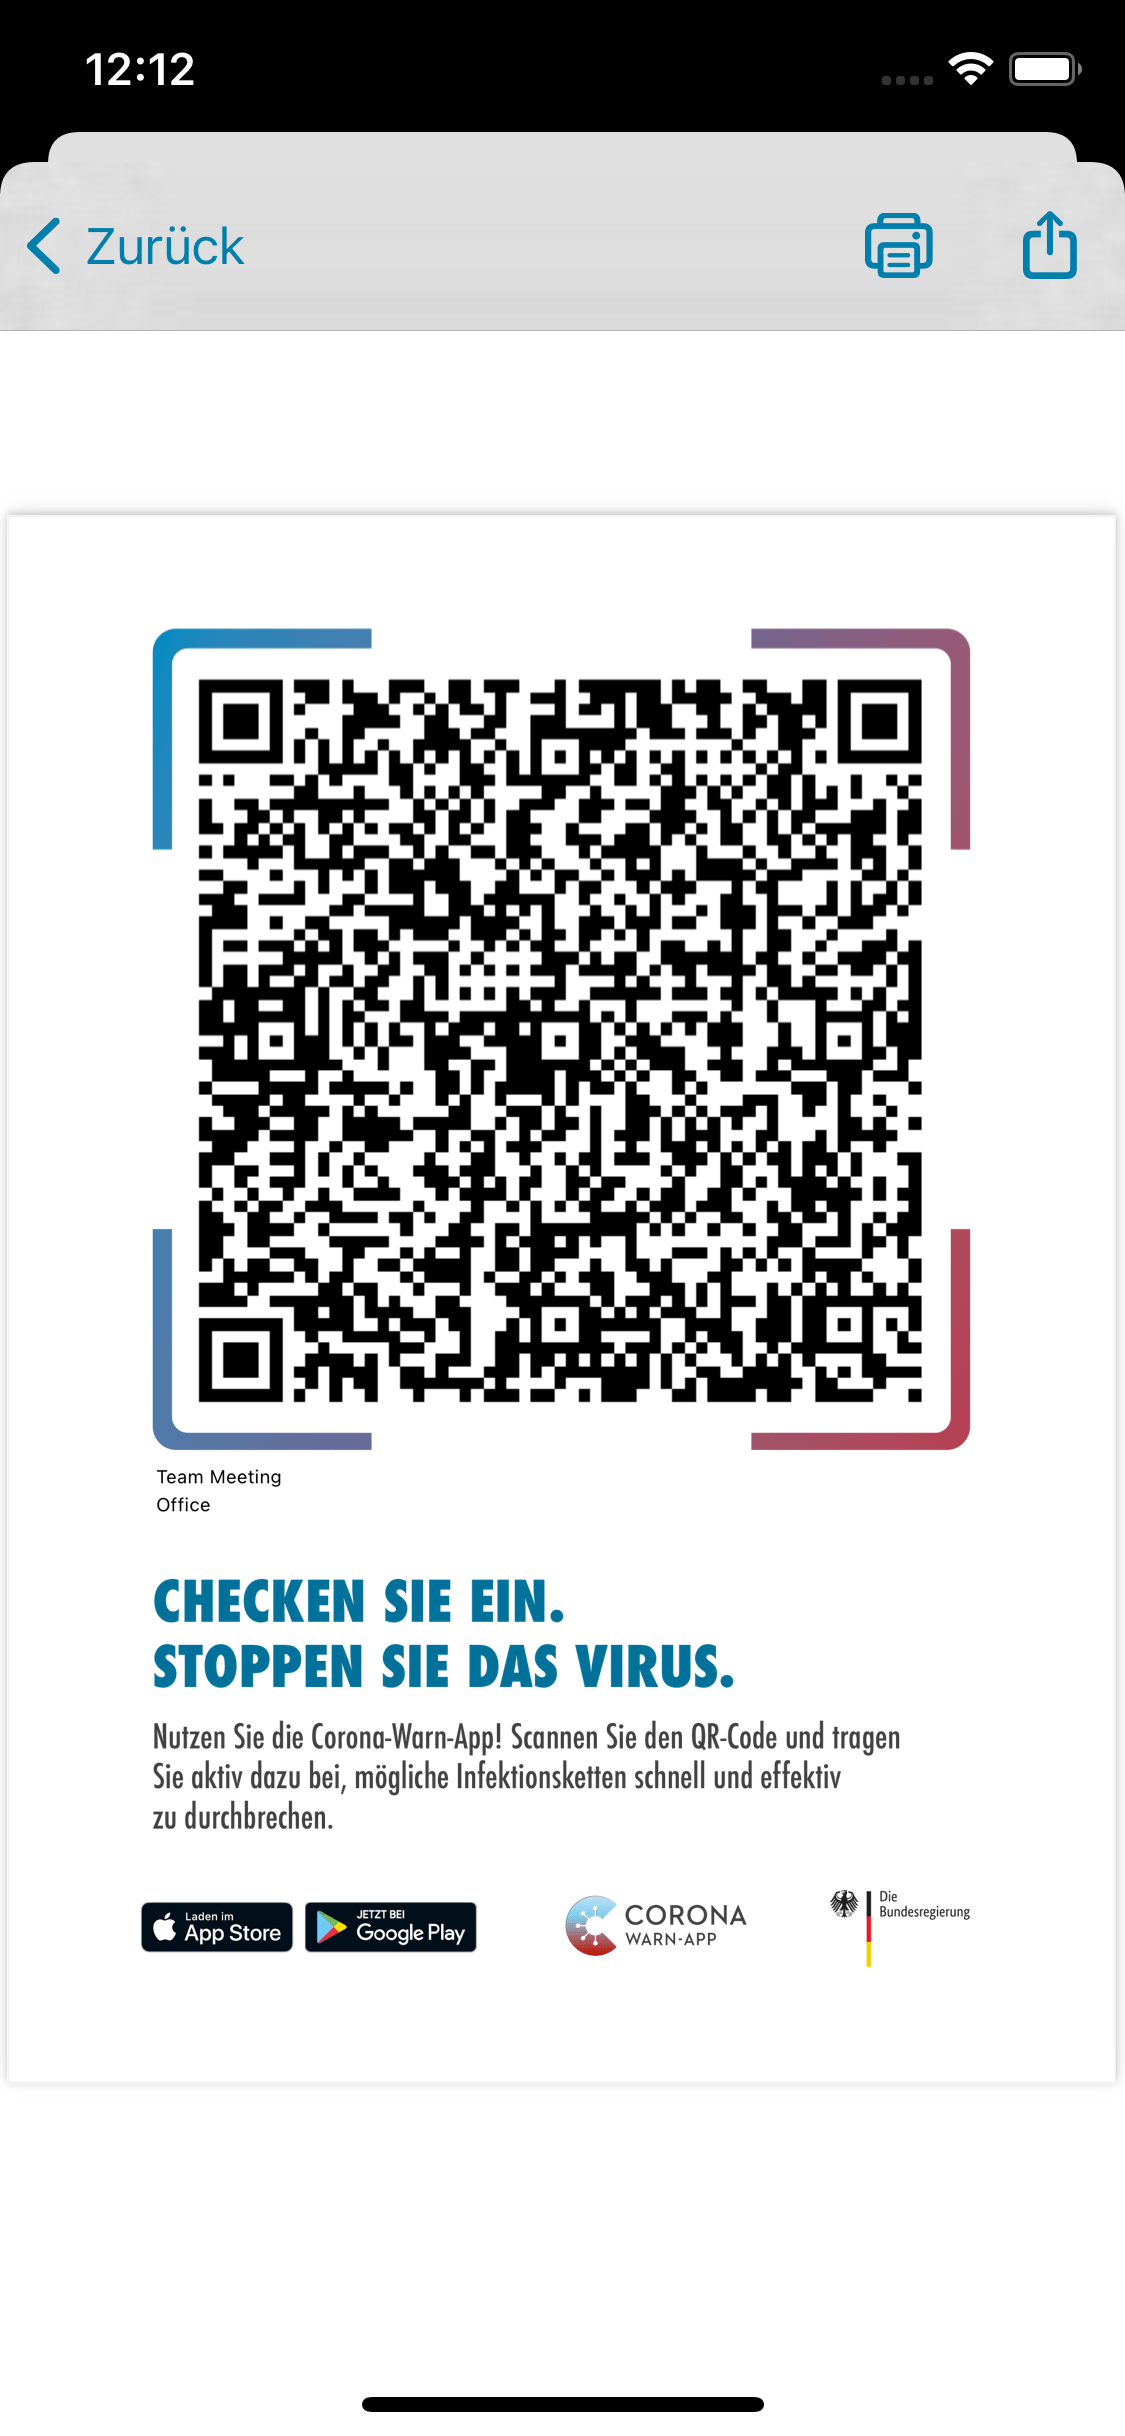 12:12
Zurück
Team Meeting
Office
CHECKEN SIE EIN.
STOPPEN SIE DAS VIRUS.
Nutzen Sie die Corona-Warn-App! Scannen Sie den QR-Code und tragen
Sie aktiv dazu bei, mögliche Infektionsketten schnell und effektiv
zu durchbrechen.
Laden im
App Store
JETZT BEI
Google Play
CORONA
WARN-APP
Die
Bundesregierung